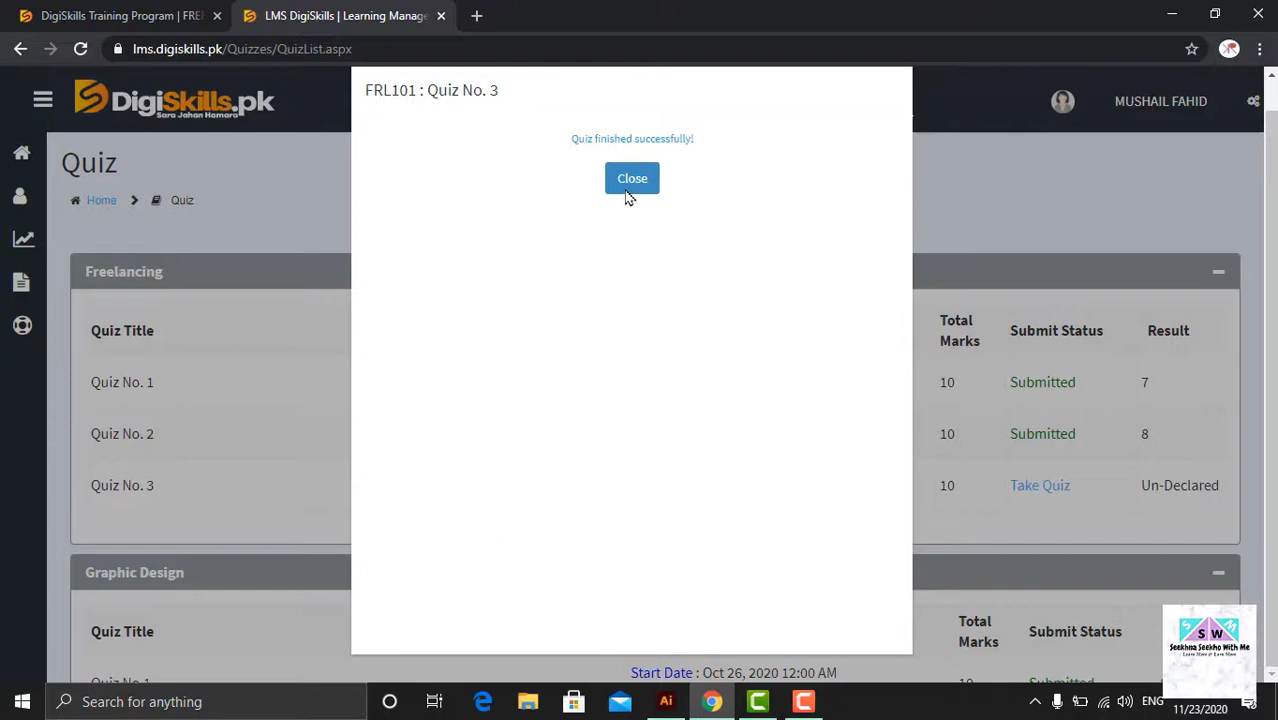 DigiSkills Training Program | FREE
LMS DigiSkills | Learning Manage
lms.digiskills.pk/Quizzes/QuizList.aspx
DigiSkills.pk
Sara Jahan Hamara
MUSHAIL FAHID
FRL101 : Quiz No. 3
Quiz finished successfully!
Close
Quiz
Home
Quiz
Freelancing
Quiz Title
Total
Marks
Submit Status
Result
Quiz No. 1
10
Submitted
7
Quiz No. 2
10
Submitted
8
Quiz No. 3
10
Take Quiz
Un-Declared
Graphic Design
Quiz Title
Total
Marks
Submit Status
Start Date : Oct 26, 2020 12:00 AM
S S W M
Seekhna Seekho With Me
Search for anything
Ai
ENG
11/23/2020